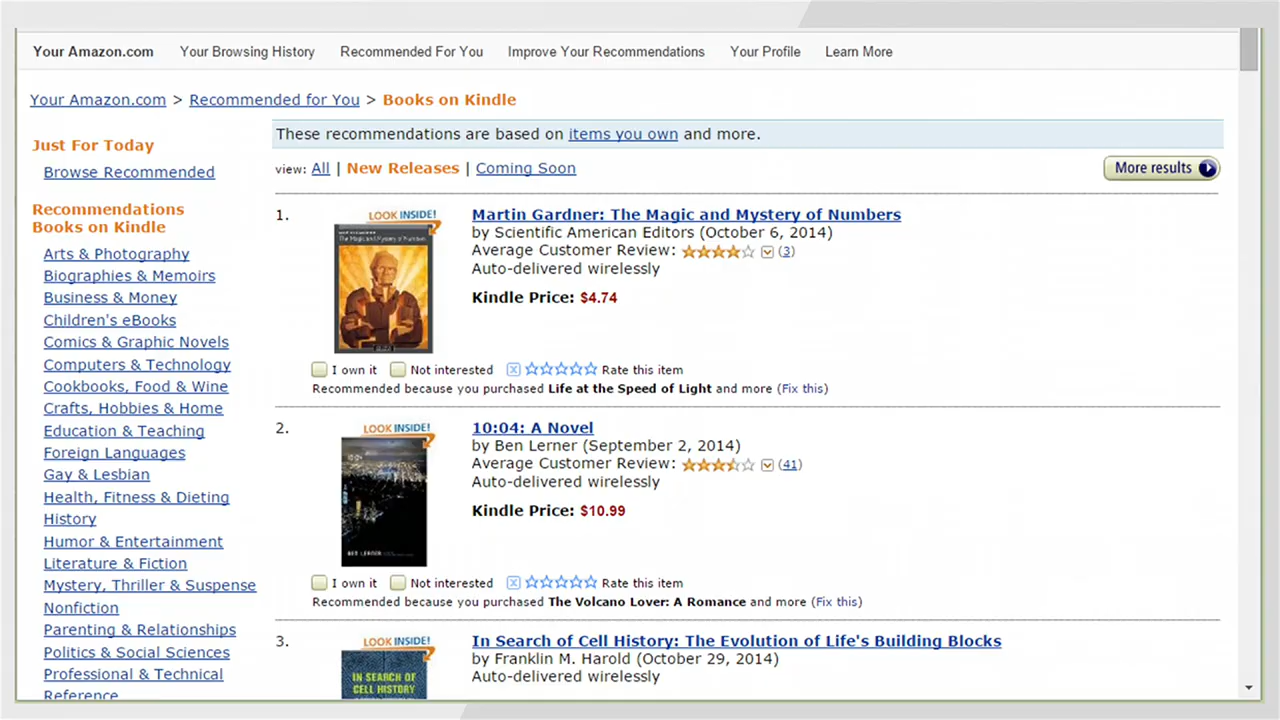 Your Amazon.com Your Browsing History Recommended For You Improve Your Recommendations Your Profile Learn More
Your Amazon.com > Recommended for You > Books on Kindle
Just For Today
Browse Recommended
Recommendations
Books on Kindle
Arts & Photography
Biographies & Memoirs
Business & Money
Children's eBooks
Comics & Graphic Novels
Computers & Technology
Cookbooks, Food & Wine
Crafts, Hobbies & Home
Education & Teaching
Foreign Languages
Gay & Lesbian
Health, Fitness & Dieting
History
Humor & Entertainment
Literature & Fiction
Mystery, Thriller & Suspense
Nonfiction
Parenting & Relationships
Politics & Social Sciences
Professional & Technical
Reference
These recommendations are based on items you own and more.
view: All | New Releases | Coming Soon
More results
1.
LOOK INSIDE!
The Magic and Mystery of Numbers
Martin Gardner: The Magic and Mystery of Numbers
by Scientific American Editors (October 6, 2014)
Average Customer Review: (3)
Auto-delivered wirelessly
Kindle Price: $4.74
I own it Not interested Rate this item
Recommended because you purchased Life at the Speed of Light and more (Fix this)
2.
LOOK INSIDE!
10:04
BEN LERNER
10:04: A Novel
by Ben Lerner (September 2, 2014)
Average Customer Review: (41)
Auto-delivered wirelessly
Kindle Price: $10.99
I own it Not interested Rate this item
Recommended because you purchased The Volcano Lover: A Romance and more (Fix this)
3.
LOOK INSIDE!
IN SEARCH OF
CELL HISTORY
In Search of Cell History: The Evolution of Life's Building Blocks
by Franklin M. Harold (October 29, 2014)
Auto-delivered wirelessly